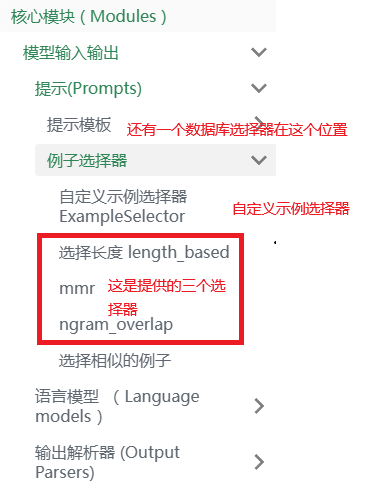 核心模块 ( Modules )
模型输入输出
提示(Prompts)
提示模板
还有一个数据库选择器在这个位置
例子选择器
自定义示例选择器
ExampleSelector
自定义示例选择器
选择长度 length_based
mmr
这是提供的三个选
择器
ngram_overlap
选择相似的例子
语言模型 ( Language
models )
输出解析器 (Output
Parsers)